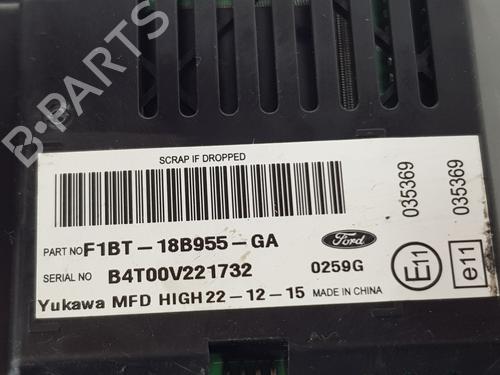 B-PARTS
SCRAP IF DROPPED
PART NO F1BT-18B955-GA
Ford
SERIAL NO B4T00V221732
0259G
Yukawa MFD HIGH 22-12-15 MADE IN CHINA
035369
E11
035369
e11